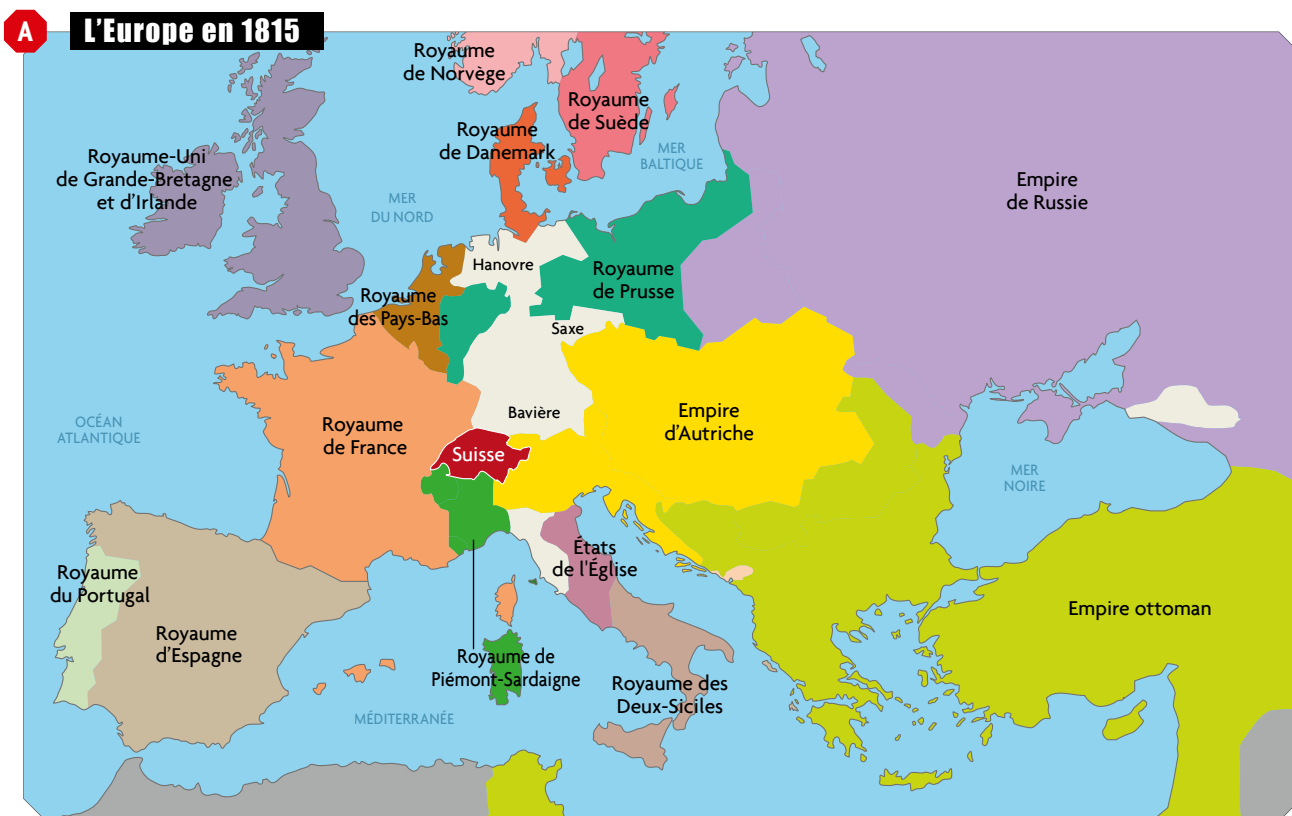 A
L'Europe en 1815
Royaume
de Norvège
Royaume
de Suède
Royaume
de Danemark
MER
BALTIQUE
Royaume-Uni
de Grande-Bretagne
et d'Irlande
MER
DU NORD
Empire
de Russie
Hanovre
Royaume
de Prusse
Royaume
des Pays-Bas
Saxe
OCÉAN
ATLANTIQUE
Royaume
de France
Bavière
Empire
d'Autriche
Suisse
MER
NOIRE
États
de l'Église
Royaume
du Portugal
Royaume
d'Espagne
Empire ottoman
Royaume de
Piémont-Sardaigne
Royaume des
Deux-Siciles
MÉDITERRANÉE